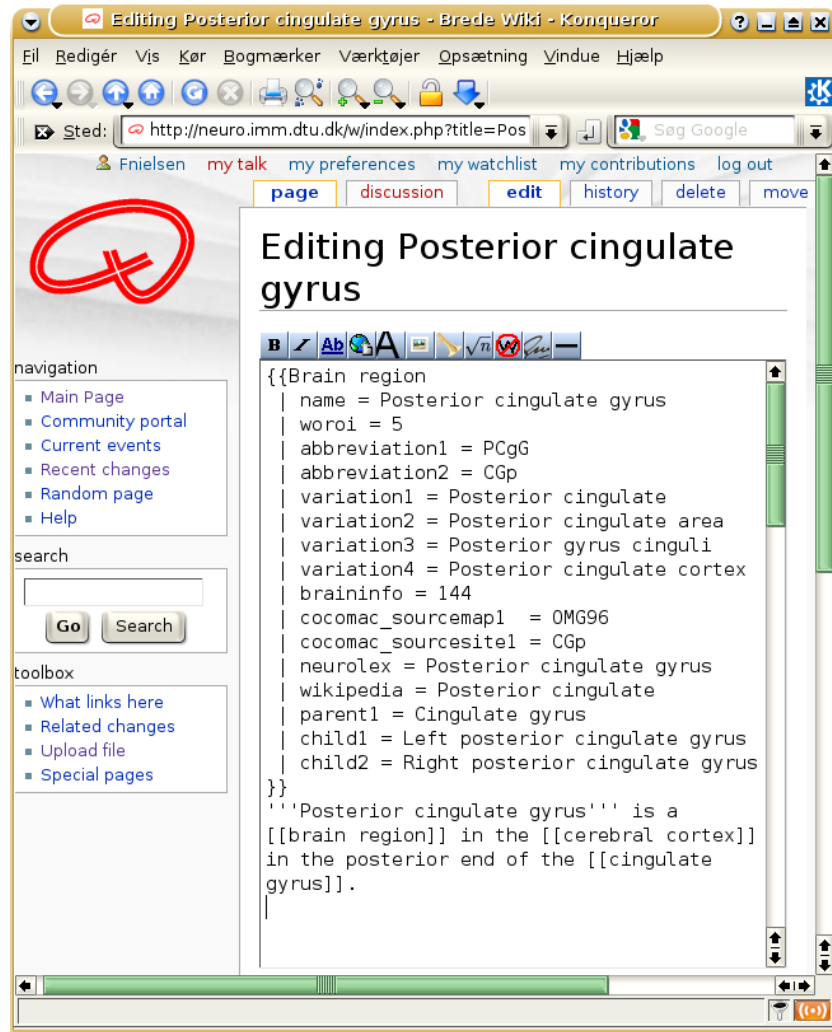 Editing Posterior cingulate gyrus - Brede Wiki - Konqueror
Fil Redigér Vis Kør Bogmærker Værktøjer Opsætning Vindue Hjælp
Sted: http://neuro.imm.dtu.dk/w/index.php?title=Pos Søg Google
Fnielsen my talk my preferences my watchlist my contributions log out
page discussion edit history delete move
Editing Posterior cingulate
gyrus
B I Ab A √n W
navigation
Main Page
Community portal
Current events
Recent changes
Random page
Help
search
Go Search
toolbox
What links here
Related changes
Upload file
Special pages
{{Brain region
| name = Posterior cingulate gyrus
| woroi = 5
| abbreviation1 = PCgG
| abbreviation2 = CGp
| variation1 = Posterior cingulate
| variation2 = Posterior cingulate area
| variation3 = Posterior gyrus cinguli
| variation4 = Posterior cingulate cortex
| braininfo = 144
| cocomac_sourcemap1  = OMG96
| cocomac_sourcesite1 = CGp
| neurolex = Posterior cingulate gyrus
| wikipedia = Posterior cingulate
| parent1 = Cingulate gyrus
| child1 = Left posterior cingulate gyrus
| child2 = Right posterior cingulate gyrus
}}
'''Posterior cingulate gyrus''' is a
[[brain region]] in the [[cerebral cortex]]
in the posterior end of the [[cingulate
gyrus]].